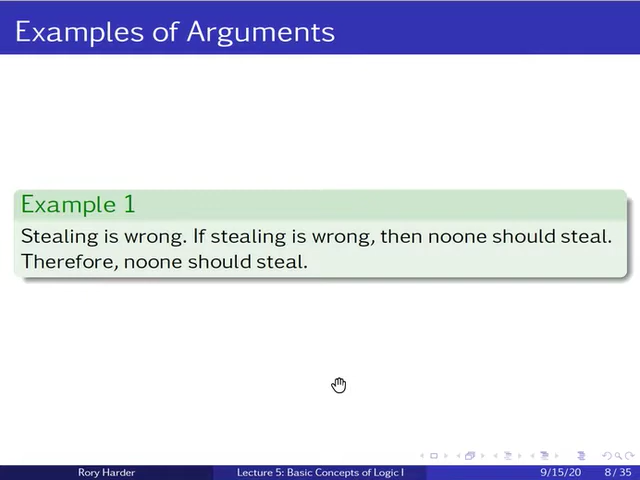 Examples of Arguments
Example 1
Stealing is wrong. If stealing is wrong, then noone should steal.
Therefore, noone should steal.
Rory Harder
Lecture 5: Basic Concepts of Logic I
9/15/20
8 / 35